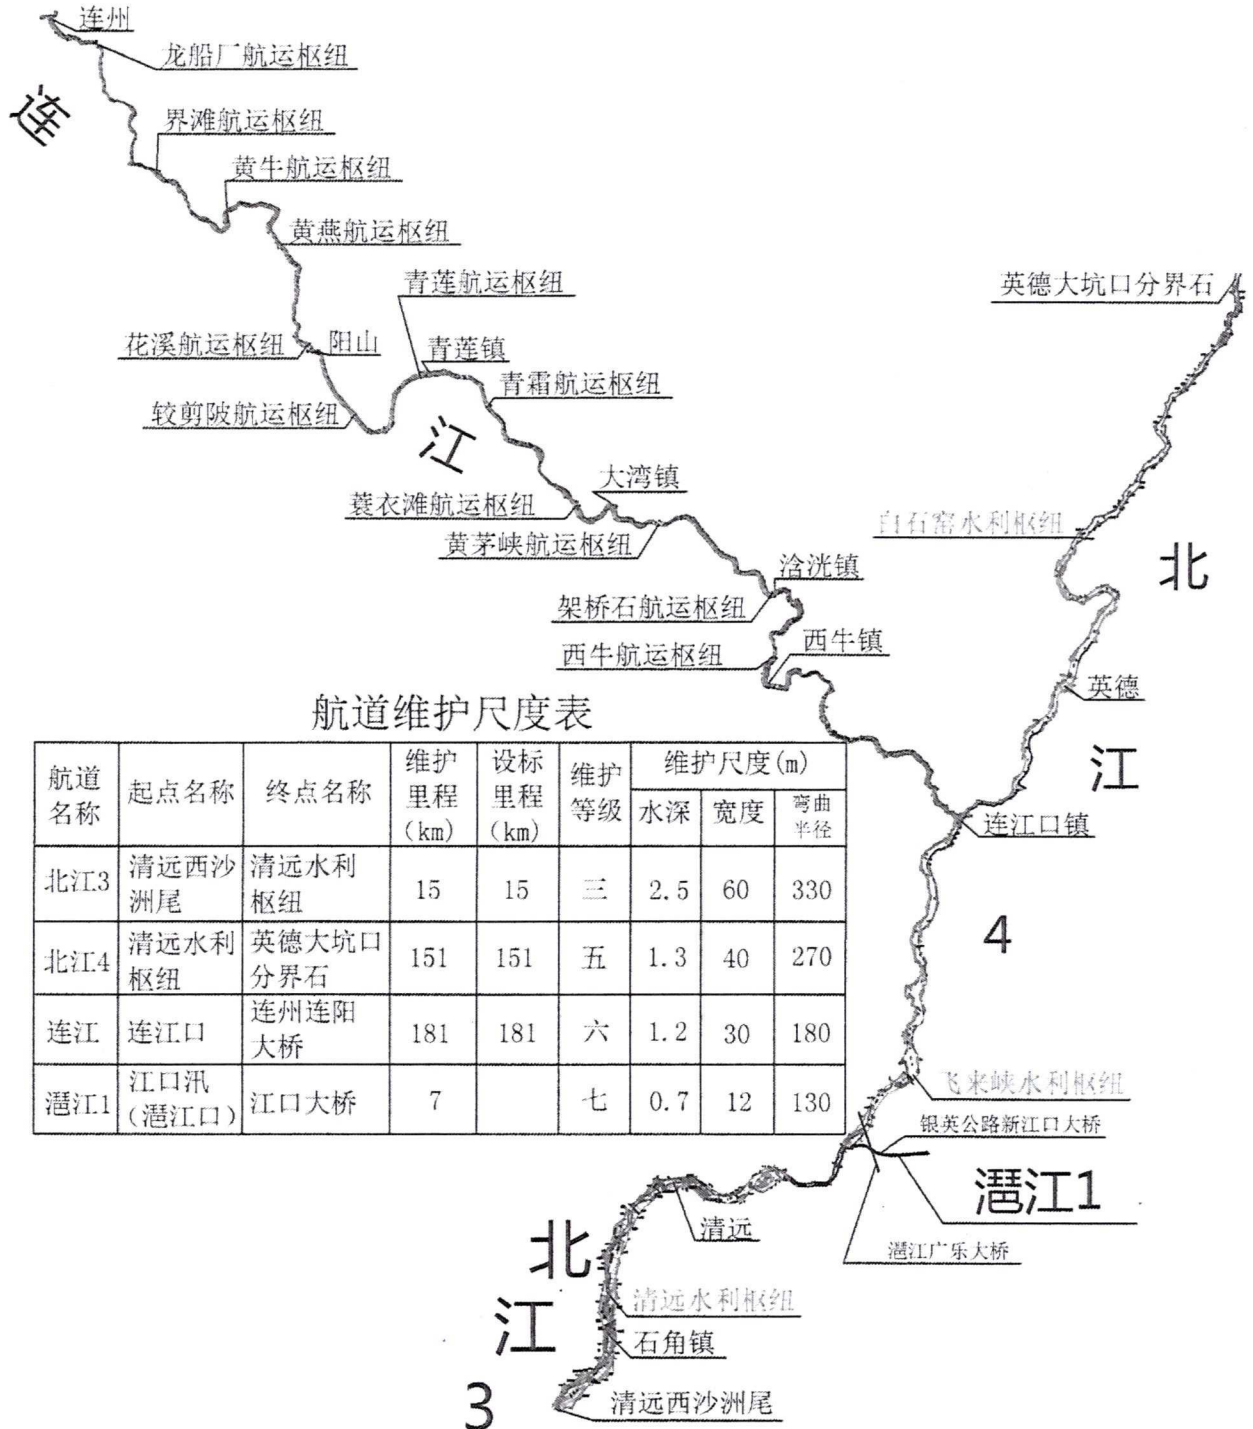 连州
龙船厂航运枢纽
连
界滩航运枢纽
黄牛航运枢纽
黄燕航运枢纽
青莲航运枢纽
英德大坑口分界石
花溪航运枢纽
阳山
青莲镇
青霜航运枢纽
较剪陂航运枢纽
江
大湾镇
蓑衣滩航运枢纽
黄茅峡航运枢纽
白石窑水利枢纽
北
浛洸镇
架桥石航运枢纽
西牛航运枢纽
西牛镇
英德
江
连江口镇
4
航道维护尺度表
航道名称 起点名称 终点名称 维护里程(km) 设标里程(km) 维护等级 维护尺度(m)
水深 宽度 弯曲半径
北江3 清远西沙洲尾 清远水利枢纽 15 15 三 2.5 60 330
北江4 清远水利枢纽 英德大坑口分界石 151 151 五 1.3 40 270
连江 连江口 连州连阳大桥 181 181 六 1.2 30 180
潖江1 江口汛(潖江口) 江口大桥 7 七 0.7 12 130
飞来峡水利枢纽
银英公路新江口大桥
潖江1
清远
潖江广乐大桥
北
江
3
清远水利枢纽
石角镇
清远西沙洲尾